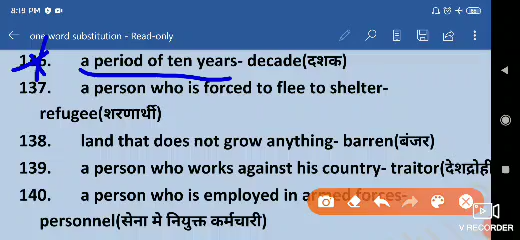 8:19 PM
one word substitution - Read-only
136. a period of ten years- decade(दशक)
137. a person who is forced to flee to shelter-
refugee(शरणार्थी)
138. land that does not grow anything- barren(बंजर)
139. a person who works against his country- traitor(देशद्रोही
140. a person who is employed in armed forces-
personnel(सेना मे नियुक्त कर्मचारी)
V RECORDER